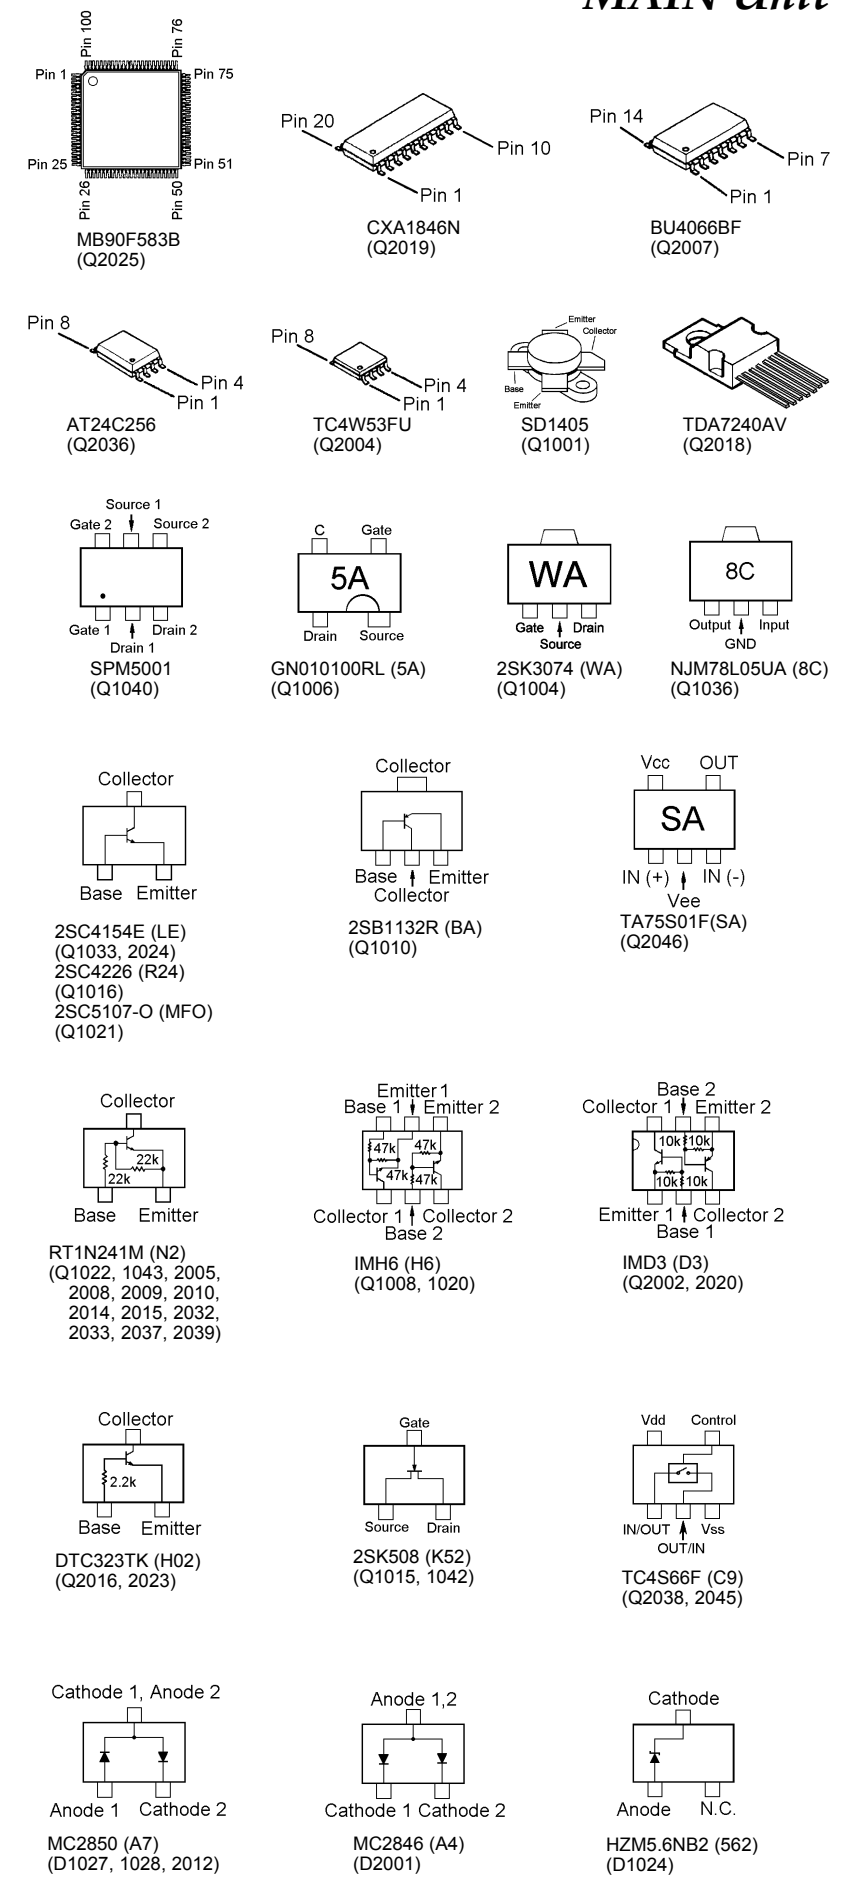 MAIN Unit
Pin 100
Pin 76
Pin 1
Pin 75
Pin 25
Pin 51
Pin 26
Pin 50
MB90F583B
(Q2025)
Pin 20
Pin 10
Pin 1
CXA1846N
(Q2019)
Pin 14
Pin 7
Pin 1
BU4066BF
(Q2007)
Pin 8
Pin 4
Pin 1
AT24C256
(Q2036)
Pin 8
Pin 4
Pin 1
TC4W53FU
(Q2004)
Emitter
Collector
Base
Emitter
SD1405
(Q1001)
TDA7240AV
(Q2018)
Source 1
Gate 2
Source 2
Gate 1
Drain 2
Drain 1
SPM5001
(Q1040)
C
Gate
5A
Drain
Source
GN010100RL (5A)
(Q1006)
WA
Gate
Drain
Source
2SK3074 (WA)
(Q1004)
8C
Output
Input
GND
NJM78L05UA (8C)
(Q1036)
Collector
Base
Emitter
2SC4154E (LE)
(Q1033, 2024)
2SC4226 (R24)
(Q1016)
2SC5107-O (MFO)
(Q1021)
Collector
Base
Emitter
Collector
2SB1132R (BA)
(Q1010)
Vcc
OUT
SA
IN (+)
IN (-)
Vee
TA75S01F(SA)
(Q2046)
Collector
22k
22k
Base
Emitter
RT1N241M (N2)
(Q1022, 1043, 2005,
2008, 2009, 2010,
2014, 2015, 2032,
2033, 2037, 2039)
Emitter 1
Base 1
Emitter 2
47k
47k
47k
47k
Collector 1
Collector 2
Base 2
IMH6 (H6)
(Q1008, 1020)
Base 2
Collector 1
Emitter 2
10k
10k
10k
10k
Emitter 1
Collector 2
Base 1
IMD3 (D3)
(Q2002, 2020)
Collector
2.2k
Base
Emitter
DTC323TK (H02)
(Q2016, 2023)
Gate
Source
Drain
2SK508 (K52)
(Q1015, 1042)
Vdd
Control
IN/OUT
Vss
OUT/IN
TC4S66F (C9)
(Q2038, 2045)
Cathode 1, Anode 2
Anode 1
Cathode 2
MC2850 (A7)
(D1027, 1028, 2012)
Anode 1,2
Cathode 1
Cathode 2
MC2846 (A4)
(D2001)
Cathode
Anode
N.C.
HZM5.6NB2 (562)
(D1024)